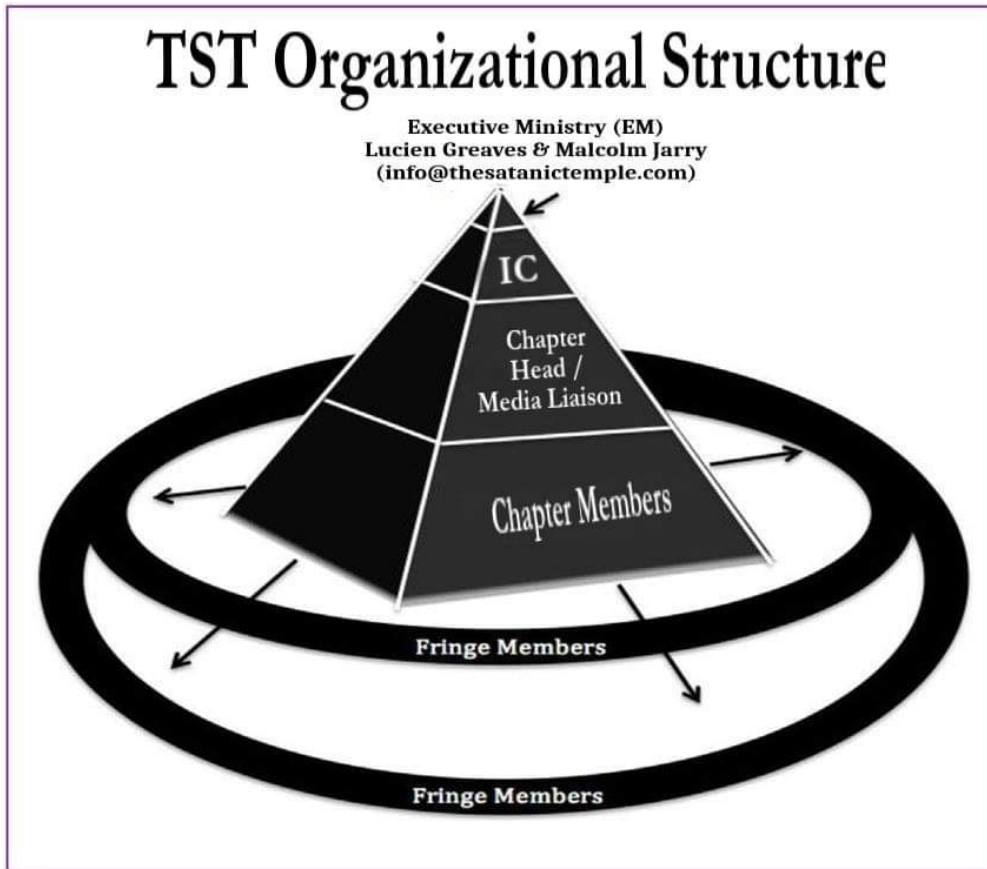 TST Organizational Structure
Executive Ministry (EM)
Lucien Greaves & Malcolm Jarry
(info@thesatanictemple.com)
IC
Chapter
Head /
Media Liaison
Chapter Members
Fringe Members
Fringe Members